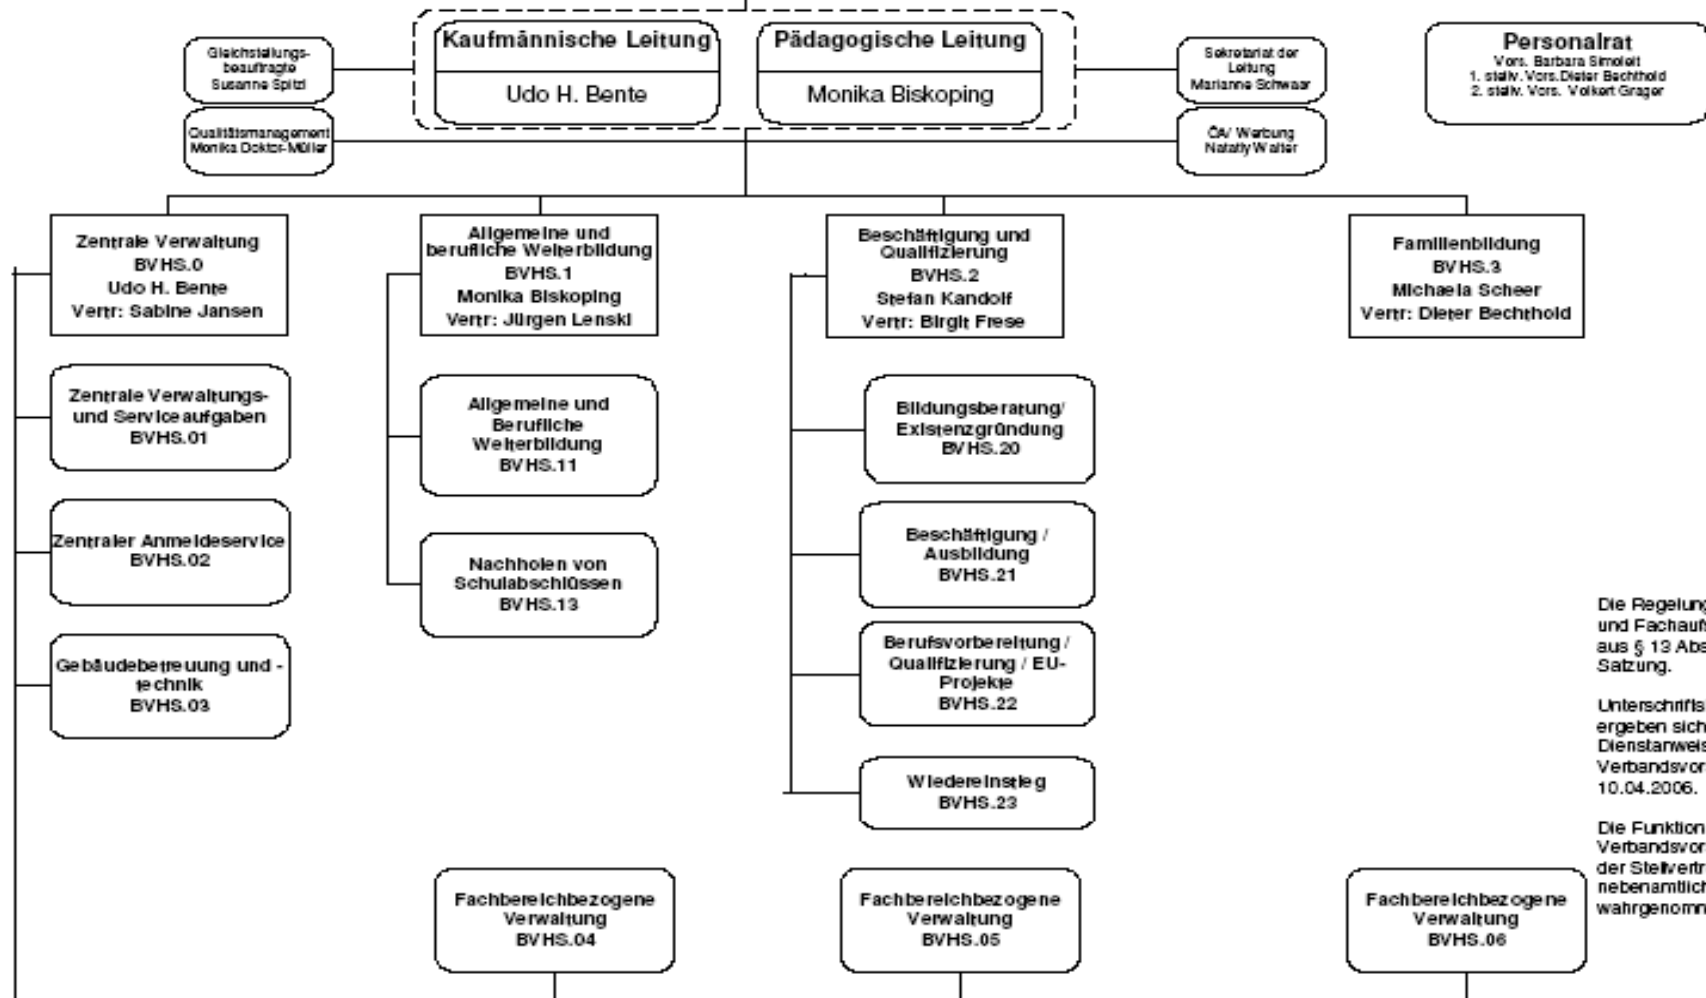 Kaufmännische Leitung
Udo H. Bente
Pädagogische Leitung
Monika Biskoping
Gleichstellungs-
beauftragte
Susanne Spitzl
Sekretariat der
Leitung
Marianne Schwaar
Personalrat
Vors. Barbara Simoleit
1. stellv. Vors. Dieter Bechthold
2. stellv. Vors. Volkert Grager
Qualitätsmanagement
Monika Doktor-Müller
ÖA/ Werbung
Natatly Walter
Zentrale Verwaltung
BVHS.0
Udo H. Bente
Vertr: Sabine Jansen
Allgemeine und
berufliche Weiterbildung
BVHS.1
Monika Biskoping
Vertr: Jürgen Lenski
Beschäftigung und
Qualifizierung
BVHS.2
Stefan Kandolf
Vertr: Birgit Frese
Familienbildung
BVHS.3
Michaela Scheer
Vertr: Dieter Bechthold
Zentrale Verwaltungs-
und Serviceaufgaben
BVHS.01
Zentraler Anmeldeservice
BVHS.02
Gebäudebetreuung und -
technik
BVHS.03
Allgemeine und
Berufliche
Weiterbildung
BVHS.11
Nachholen von
Schulabschlüssen
BVHS.13
Bildungsberatung/
Existenzgründung
BVHS.20
Beschäftigung /
Ausbildung
BVHS.21
Berufsvorbereitung /
Qualifizierung / EU-
Projekte
BVHS.22
Wiedereinstieg
BVHS.23
Fachbereichbezogene
Verwaltung
BVHS.04
Fachbereichbezogene
Verwaltung
BVHS.05
Fachbereichbezogene
Verwaltung
BVHS.06
Die Regelung
und Fachaufs
aus § 13 Abs
Satzung.
Unterschrifts
ergeben sich
Dienstanweis
Verbandsvor
10.04.2006.
Die Funktion
Verbandsvor
der Stellvertr
nebenamtlich
wahrgenomn